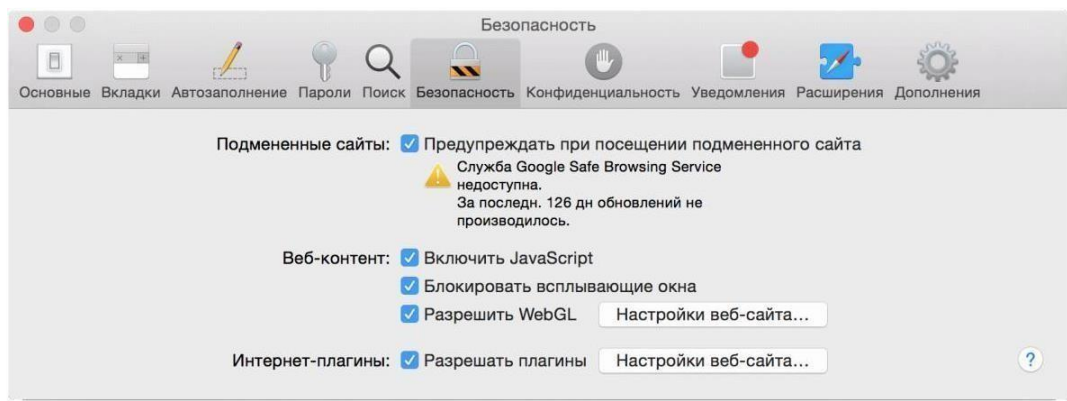 Безопасность
Основные Вкладки Автозаполнение Пароли Поиск Безопасность Конфиденциальность Уведомления Расширения Дополнения
Подмененные сайты: Предупреждать при посещении подмененного сайта
Служба Google Safe Browsing Service
недоступна.
За последн. 126 дн обновлений не
производилось.
Веб-контент: Включить JavaScript
Блокировать всплывающие окна
Разрешить WebGL Настройки веб-сайта...
Интернет-плагины: Разрешать плагины Настройки веб-сайта... ?